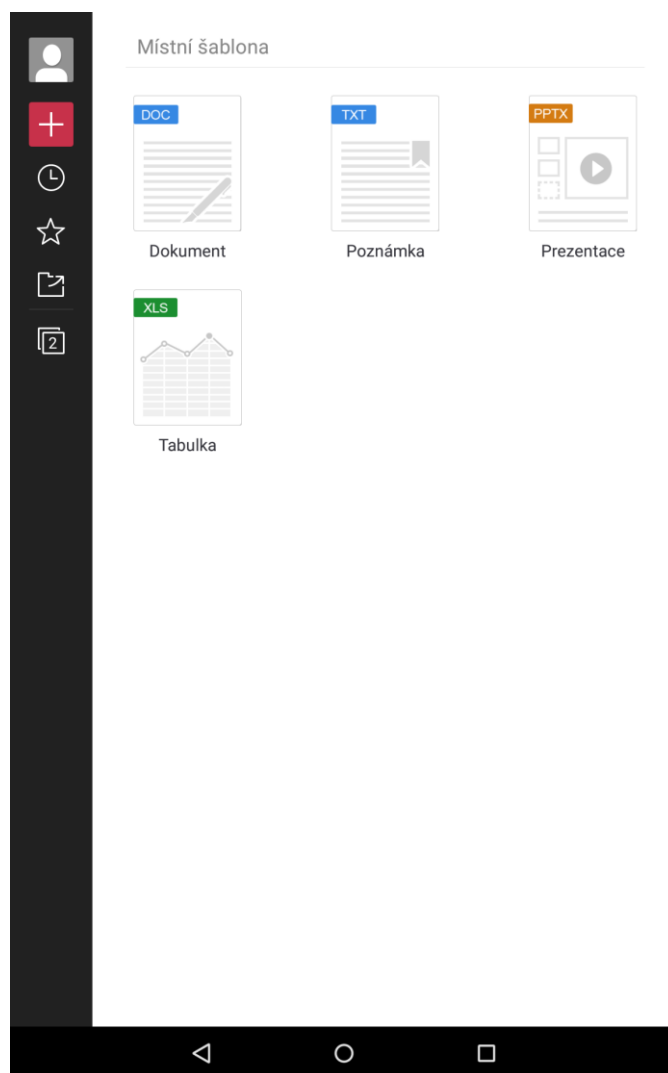 Místní šablona
DOC
TXT
PPTX
Dokument
Poznámka
Prezentace
XLS
2
Tabulka